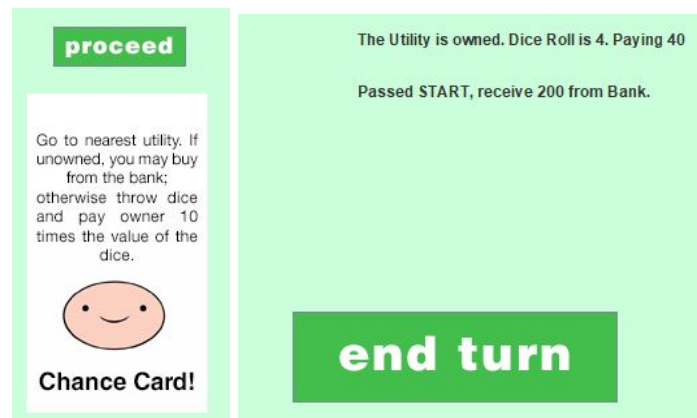 proceed
Go to nearest utility. If
unowned, you may buy
from the bank;
otherwise throw dice
and pay owner 10
times the value of the
dice.
Chance Card!
The Utility is owned. Dice Roll is 4. Paying 40
Passed START, receive 200 from Bank.
end turn